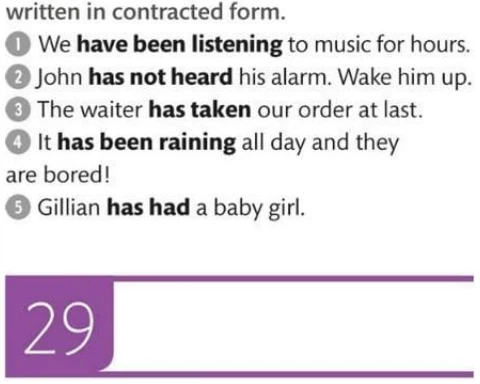 written in contracted form.
1 We have been listening to music for hours.
2 John has not heard his alarm. Wake him up.
3 The waiter has taken our order at last.
4 It has been raining all day and they
are bored!
5 Gillian has had a baby girl.
29